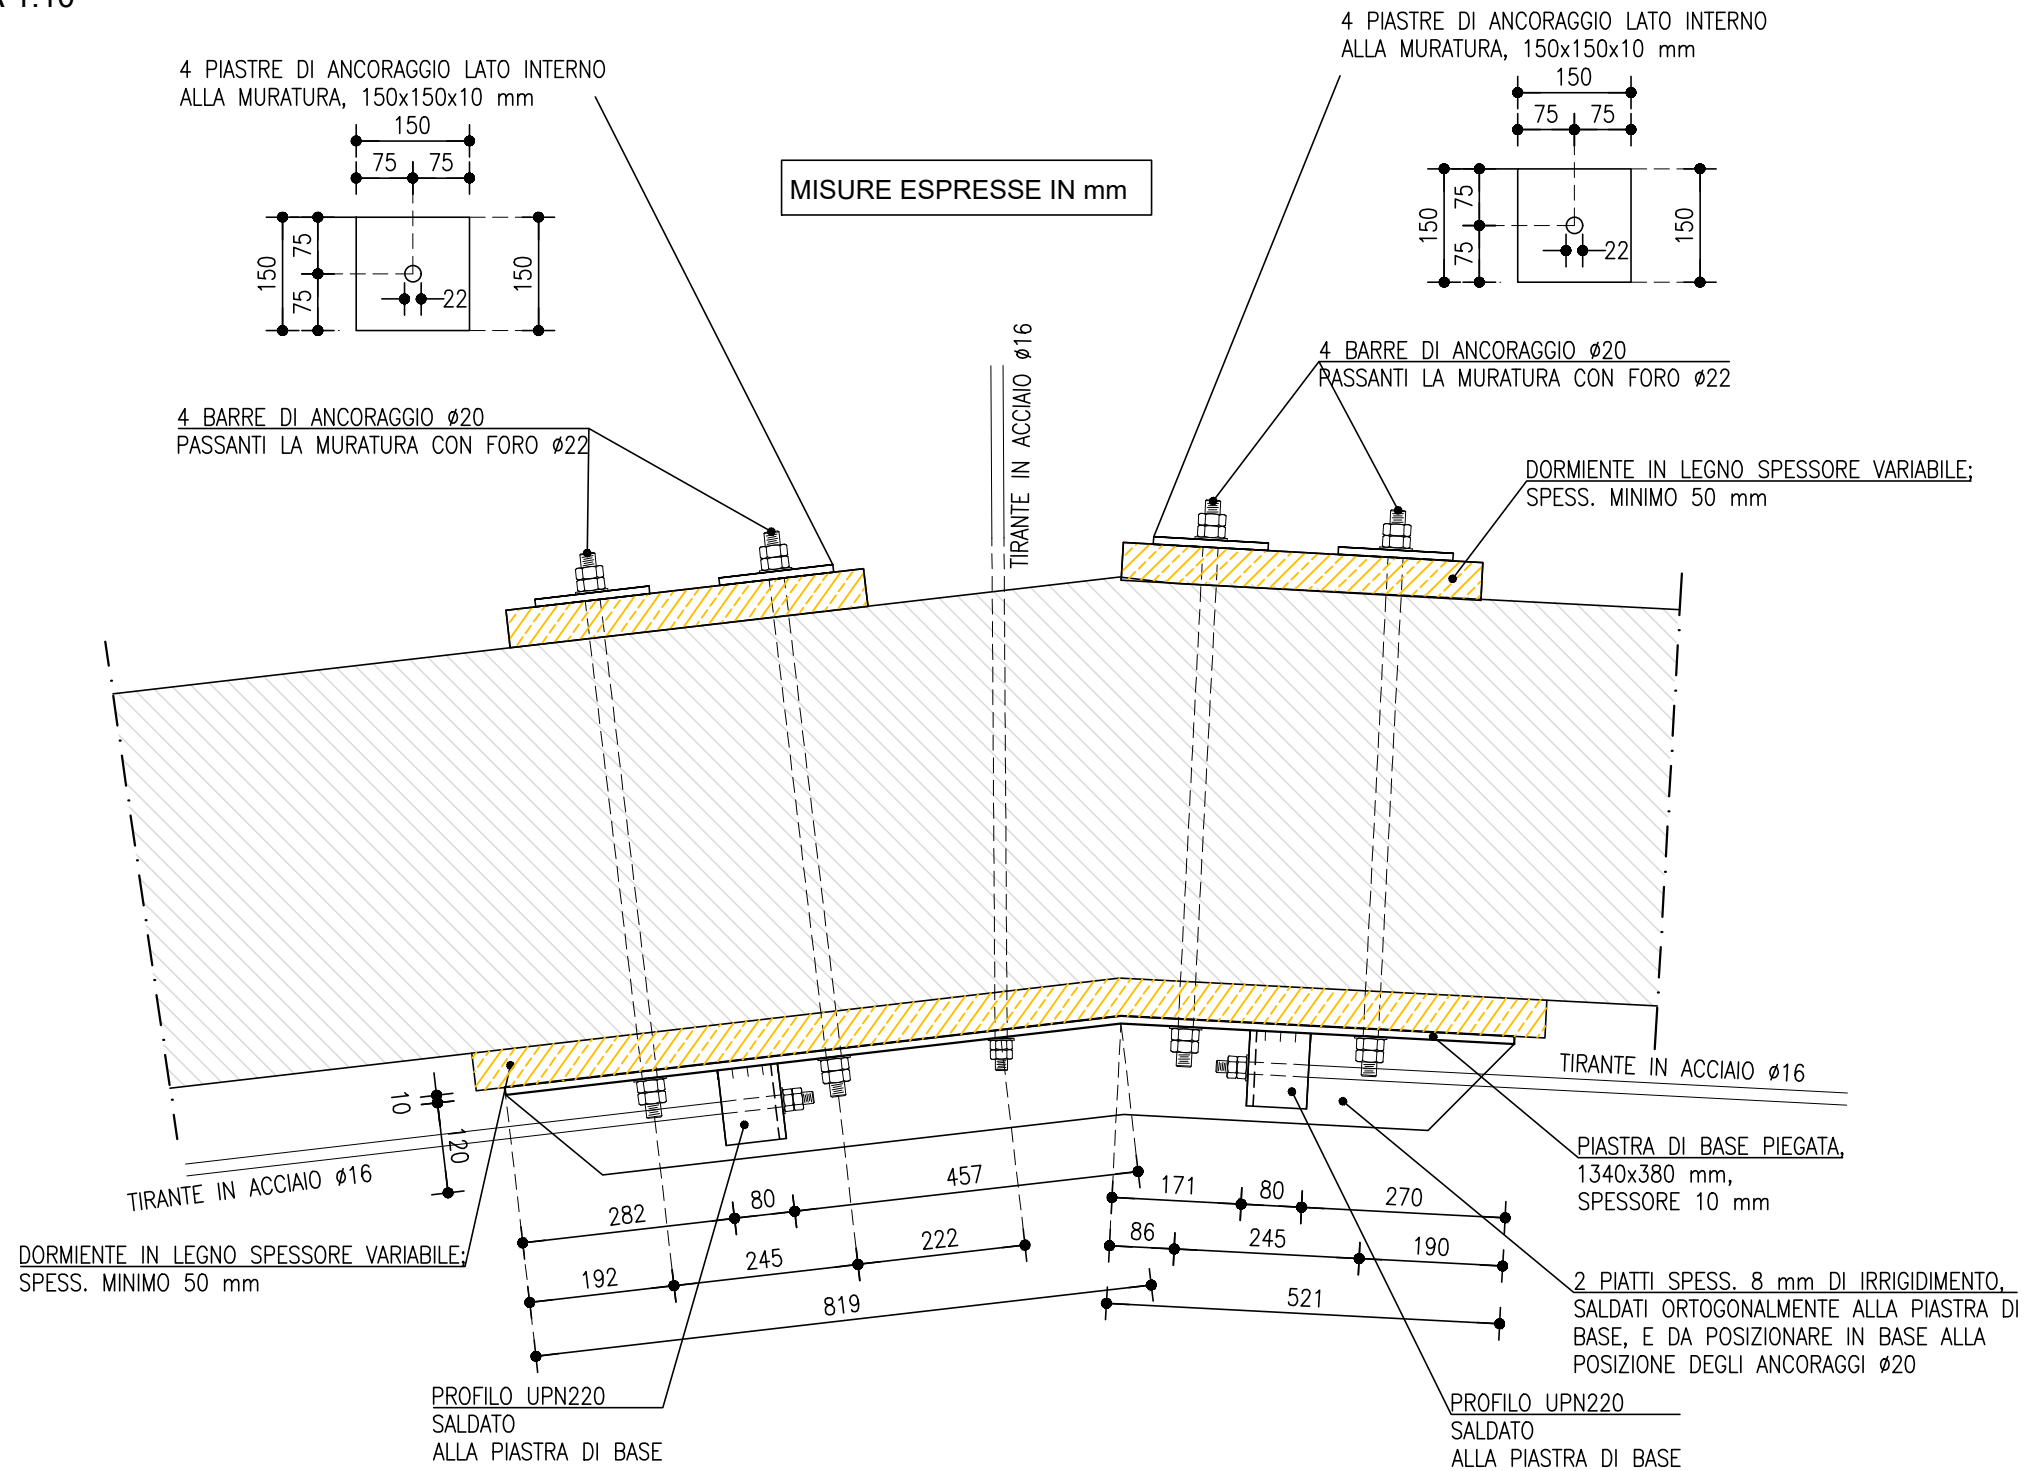 1:10
4 PIASTRE DI ANCORAGGIO LATO INTERNO
ALLA MURATURA, 150x150x10 mm
150
75 75
150
75
75
150
22
MISURE ESPRESSE IN mm
4 PIASTRE DI ANCORAGGIO LATO INTERNO
ALLA MURATURA, 150x150x10 mm
150
75 75
150
75
75
150
22
TIRANTE IN ACCIAIO ø16
4 BARRE DI ANCORAGGIO ø20
PASSANTI LA MURATURA CON FORO ø22
4 BARRE DI ANCORAGGIO ø20
PASSANTI LA MURATURA CON FORO ø22
DORMIENTE IN LEGNO SPESSORE VARIABILE;
SPESS. MINIMO 50 mm
10
120
TIRANTE IN ACCIAIO ø16
TIRANTE IN ACCIAIO ø16
DORMIENTE IN LEGNO SPESSORE VARIABILE;
SPESS. MINIMO 50 mm
282 80 457
192 245 222
819
171 80 270
86 245 190
521
PIASTRA DI BASE PIEGATA,
1340x380 mm,
SPESSORE 10 mm
2 PIATTI SPESS. 8 mm DI IRRIGIDIMENTO,
SALDATI ORTOGONALMENTE ALLA PIASTRA DI
BASE, E DA POSIZIONARE IN BASE ALLA
POSIZIONE DEGLI ANCORAGGI ø20
PROFILO UPN220
SALDATO
ALLA PIASTRA DI BASE
PROFILO UPN220
SALDATO
ALLA PIASTRA DI BASE